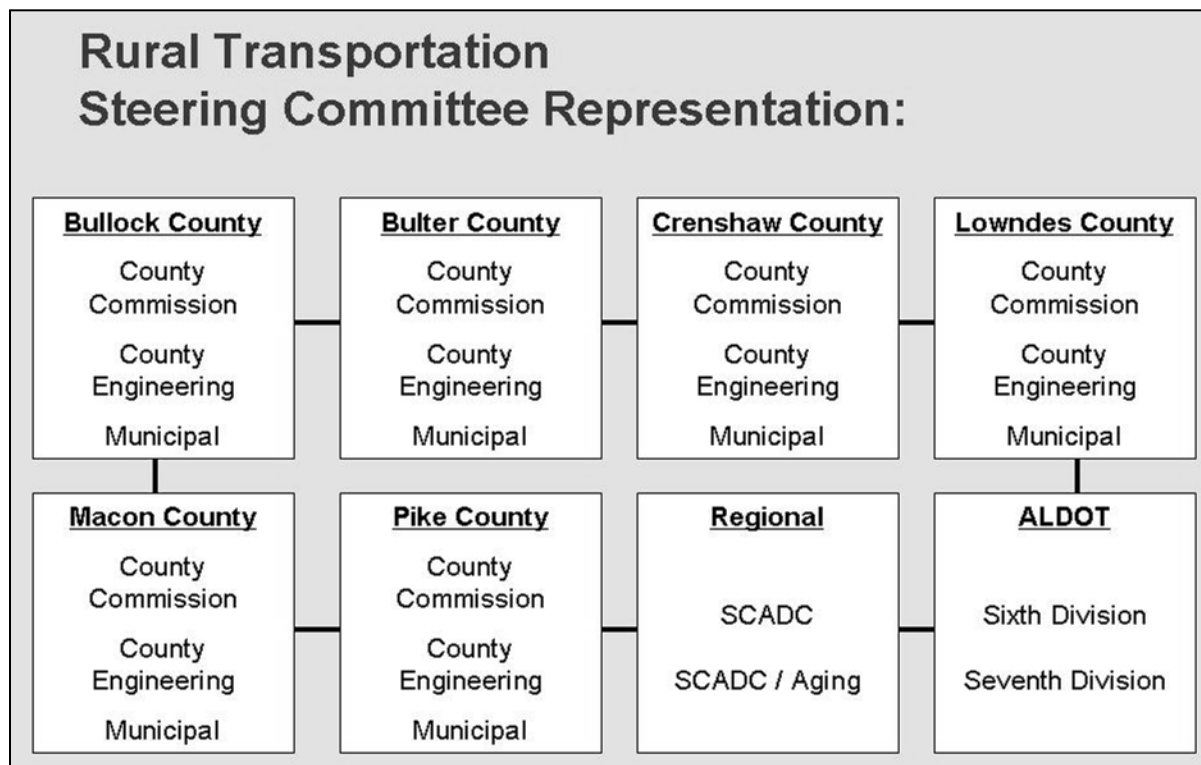 Rural Transportation
Steering Committee Representation:
Bullock County
County
Commission
County
Engineering
Municipal
Bulter County
County
Commission
County
Engineering
Municipal
Crenshaw County
County
Commission
County
Engineering
Municipal
Lowndes County
County
Commission
County
Engineering
Municipal
Macon County
County
Commission
County
Engineering
Municipal
Pike County
County
Commission
County
Engineering
Municipal
Regional
SCADC
SCADC / Aging
ALDOT
Sixth Division
Seventh Division